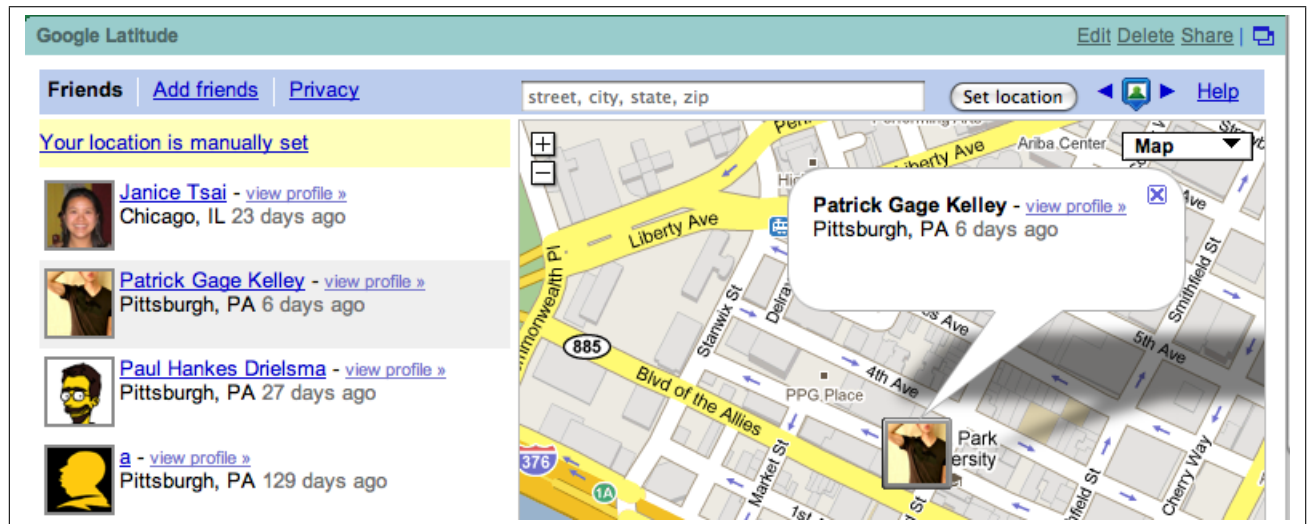 Google Latitude
Edit Delete Share |
Friends Add friends Privacy
street, city, state, zip
Set location
Help
Your location is manually set
Janice Tsai - view profile »
Chicago, IL 23 days ago
Patrick Gage Kelley - view profile »
Pittsburgh, PA 6 days ago
Paul Hankes Drielsma - view profile »
Pittsburgh, PA 27 days ago
a - view profile »
Pittsburgh, PA 129 days ago
+
−
Map
Ariba Center
Liberty Ave
Patrick Gage Kelley - view profile »
Pittsburgh, PA 6 days ago
Ave
Liberty Ave
Stanwix St
Smithfield St
5th Ave
885
4th Ave
Blvd of the Allies
PPG Place
Park
ersity
376
1A
Market St
Cherry Way
1st
St